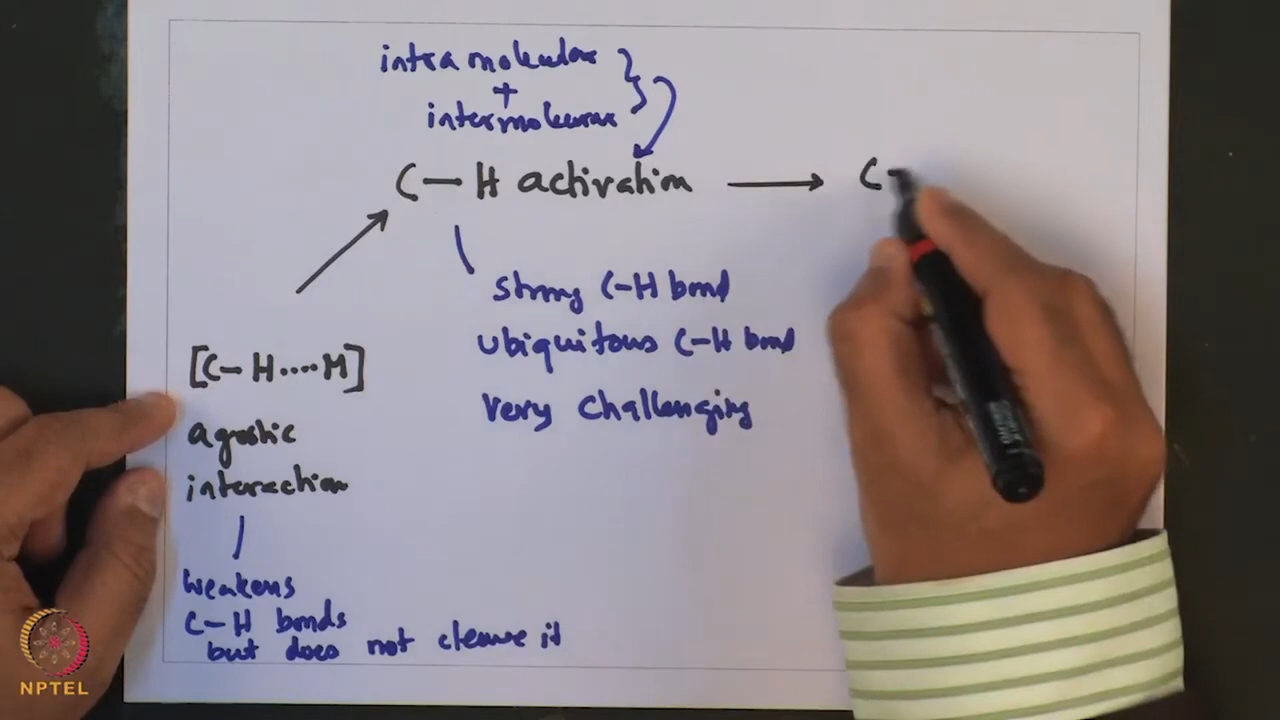 intramolecular
+
intermolecular
C — H activation ⟶ C -
strong C-H bond
ubiquitous C-H bond
very challenging
[C- H....M]
agostic
interaction
weakens
C-H bonds
but does not cleave it
NPTEL